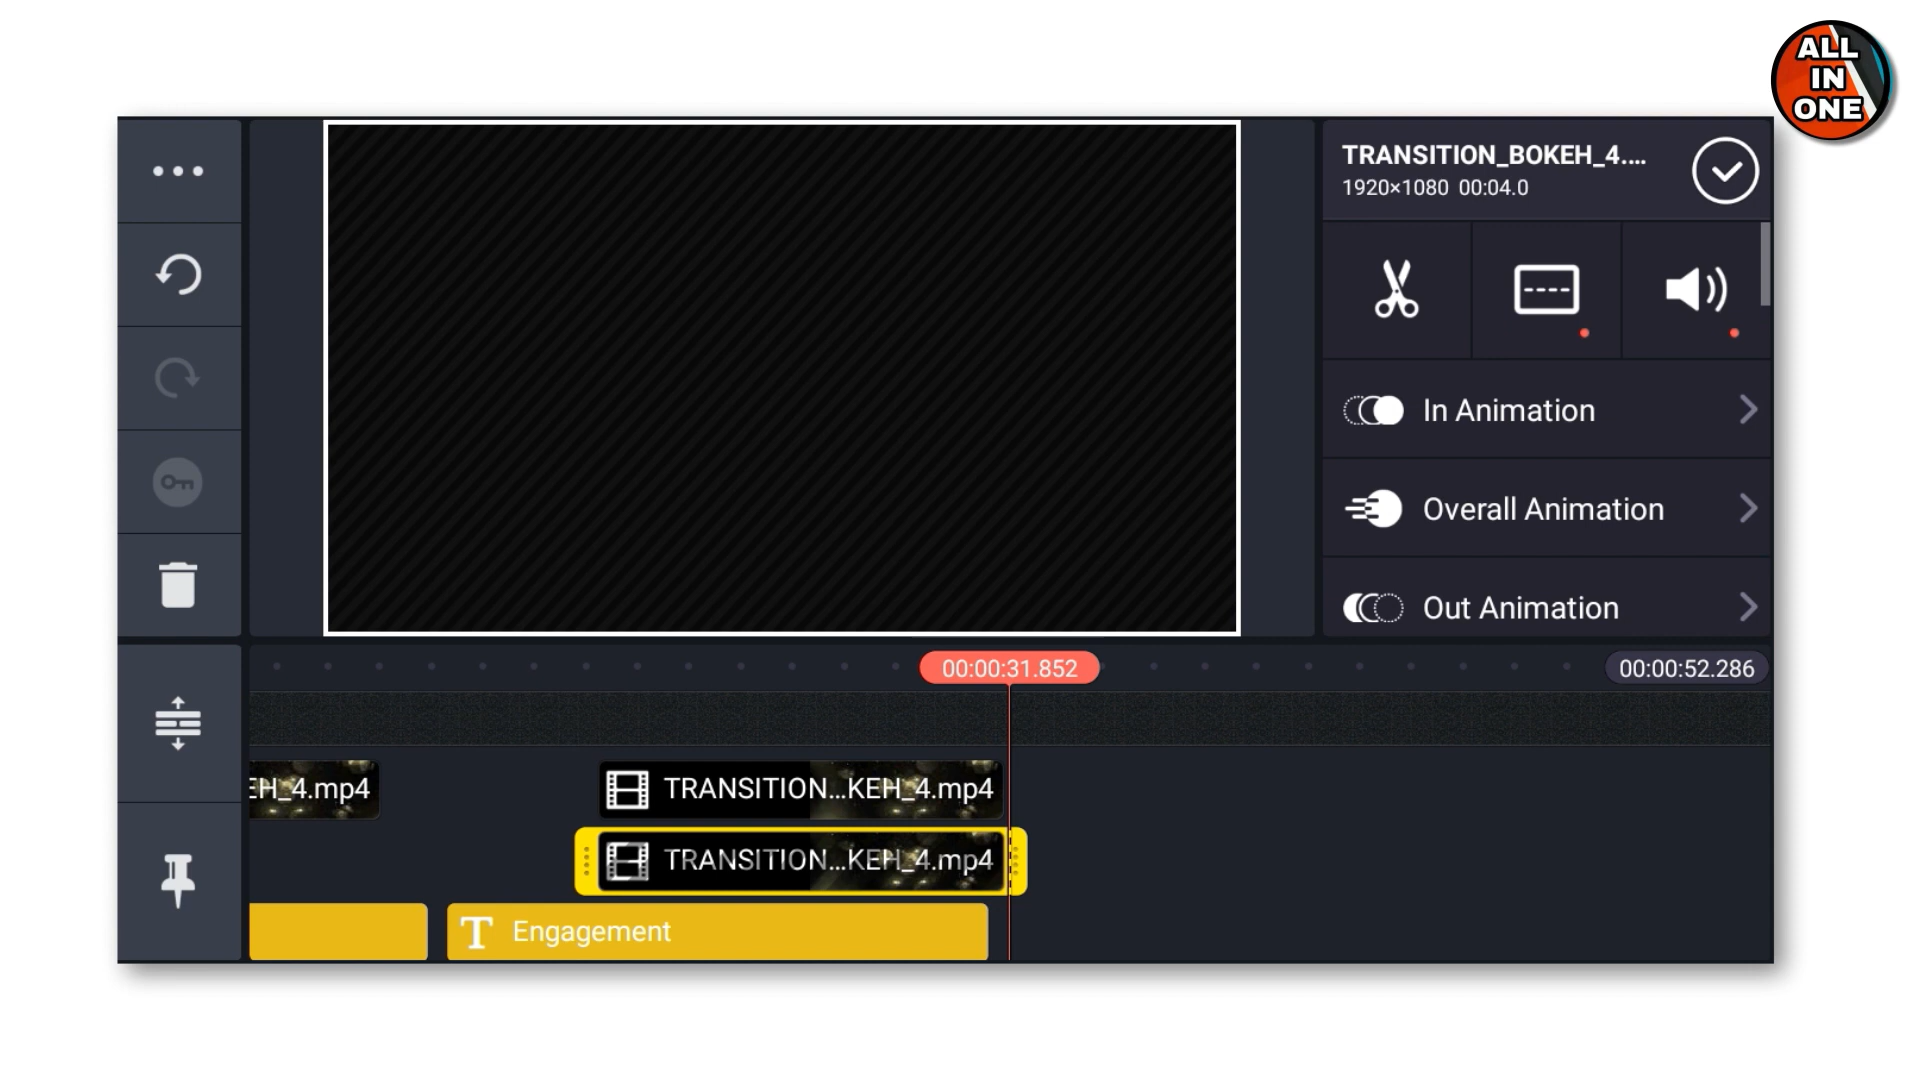 ALL
IN
ONE
TRANSITION_BOKEH_4....
1920×1080 00:04.0
In Animation
Overall Animation
Out Animation
00:00:31.852
00:00:52.286
EH_4.mp4
TRANSITION...KEH_4.mp4
TRANSITION...KEH_4.mp4
T Engagement